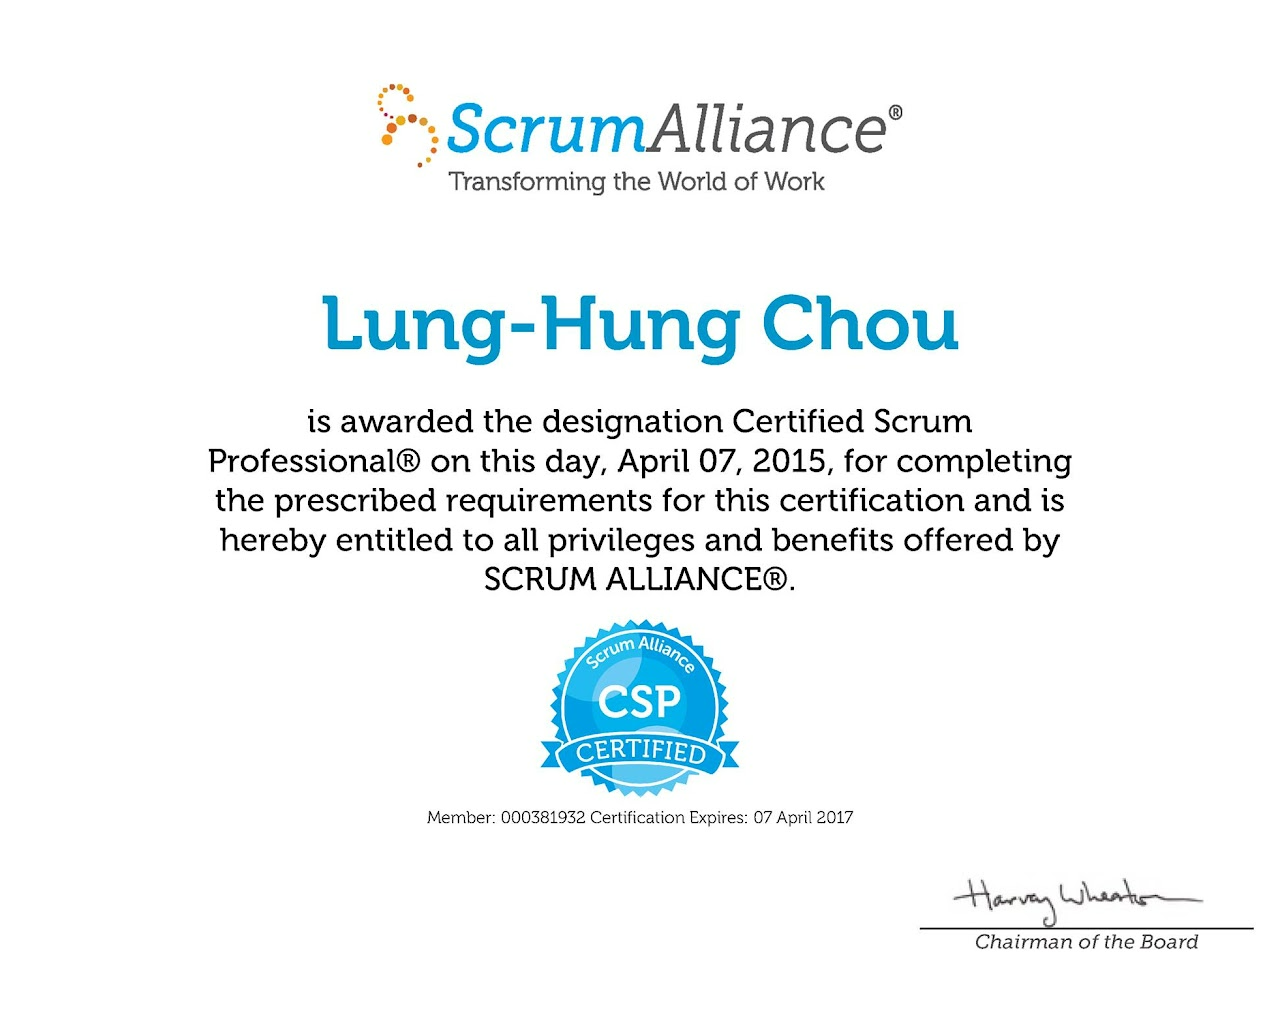 ScrumAlliance®
Transforming the World of Work
Lung-Hung Chou
is awarded the designation Certified Scrum
Professional® on this day, April 07, 2015, for completing
the prescribed requirements for this certification and is
hereby entitled to all privileges and benefits offered by
SCRUM ALLIANCE®.
Scrum Alliance
CSP
CERTIFIED
Member: 000381932 Certification Expires: 07 April 2017
Harvey Wheaton
Chairman of the Board